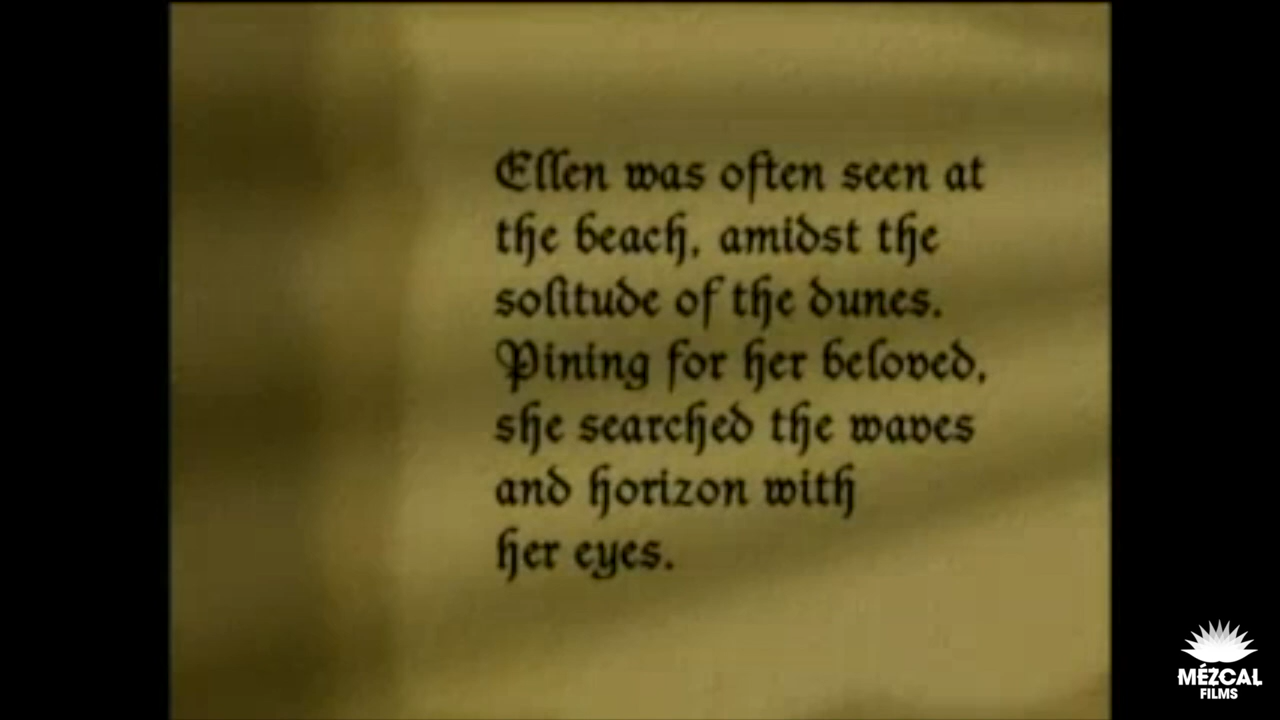 Ellen was often seen at
the beach, amidst the
solitude of the dunes.
Pining for her beloved,
she searched the waves
and horizon with
her eyes.
MÉZCAL
FILMS